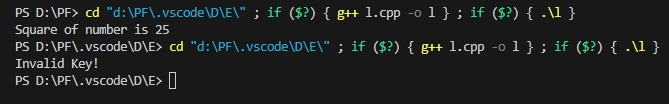 PS D:\PF> cd "d:\PF\.vscode\D\E\" ; if ($?) { g++ l.cpp -o l } ; if ($?) { .\l }
Square of number is 25
PS D:\PF\.vscode\D\E> cd "d:\PF\.vscode\D\E\" ; if ($?) { g++ l.cpp -o l } ; if ($?) { .\l }
Invalid Key!
PS D:\PF\.vscode\D\E>